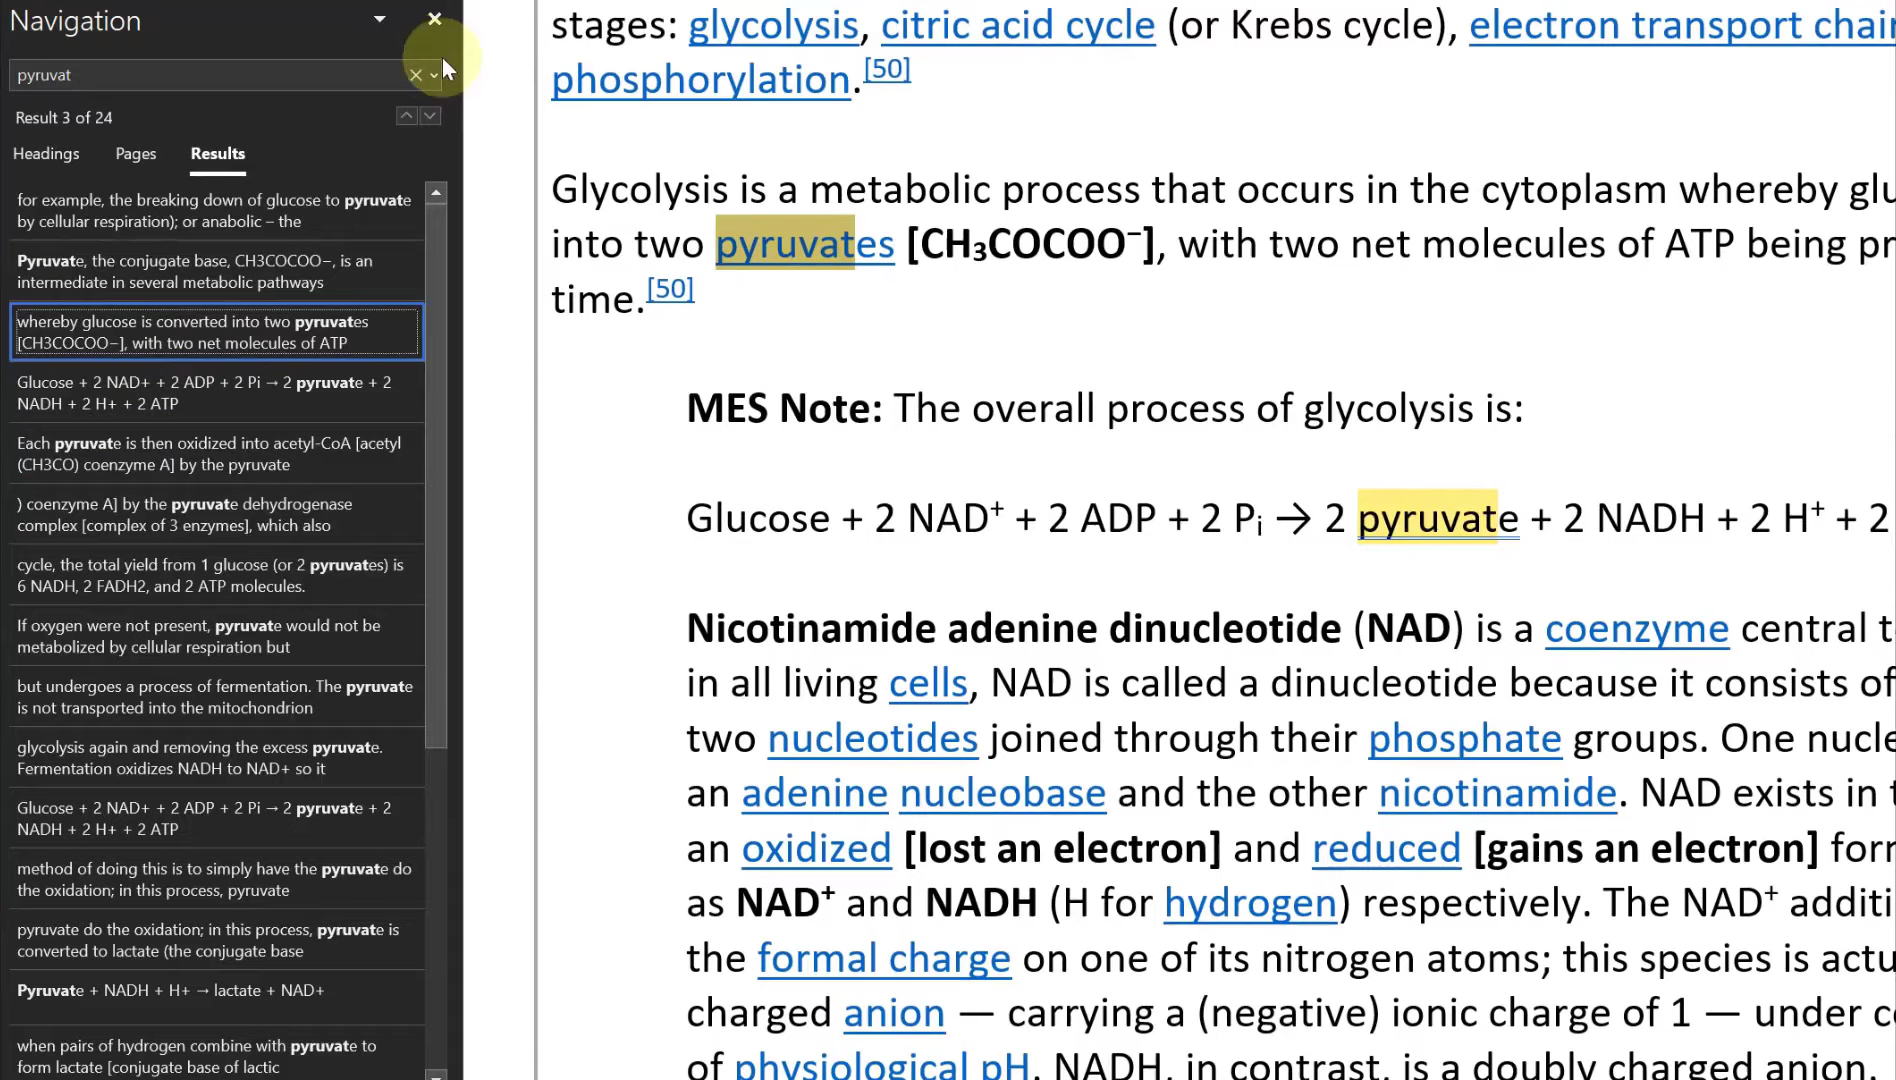 Navigation
pyruvat
Result 3 of 24
Headings Pages Results
for example, the breaking down of glucose to pyruvate
by cellular respiration); or anabolic – the
Pyruvate, the conjugate base, CH3COCOO−, is an
intermediate in several metabolic pathways
whereby glucose is converted into two pyruvates
[CH3COCOO−], with two net molecules of ATP
Glucose + 2 NAD+ + 2 ADP + 2 Pi → 2 pyruvate + 2
NADH + 2 H+ + 2 ATP
Each pyruvate is then oxidized into acetyl-CoA [acetyl
(CH3CO) coenzyme A] by the pyruvate
) coenzyme A] by the pyruvate dehydrogenase
complex [complex of 3 enzymes], which also
cycle, the total yield from 1 glucose (or 2 pyruvates) is
6 NADH, 2 FADH2, and 2 ATP molecules.
If oxygen were not present, pyruvate would not be
metabolized by cellular respiration but
but undergoes a process of fermentation. The pyruvate
is not transported into the mitochondrion
glycolysis again and removing the excess pyruvate.
Fermentation oxidizes NADH to NAD+ so it
Glucose + 2 NAD+ + 2 ADP + 2 Pi → 2 pyruvate + 2
NADH + 2 H+ + 2 ATP
method of doing this is to simply have the pyruvate do
the oxidation; in this process, pyruvate
pyruvate do the oxidation; in this process, pyruvate is
converted to lactate (the conjugate base
Pyruvate + NADH + H+ → lactate + NAD+
when pairs of hydrogen combine with pyruvate to
form lactate [conjugate base of lactic
stages: glycolysis, citric acid cycle (or Krebs cycle), electron transport
phosphorylation.[50]
Glycolysis is a metabolic process that occurs in the cytoplasm whereby
into two pyruvates [CH₃COCOO⁻], with two net molecules of ATP being
time.[50]
MES Note: The overall process of glycolysis is:
Glucose + 2 NAD⁺ + 2 ADP + 2 Pᵢ → 2 pyruvate + 2 NADH + 2 H⁺ + 2
Nicotinamide adenine dinucleotide (NAD) is a coenzyme central
in all living cells, NAD is called a dinucleotide because it consists of
two nucleotides joined through their phosphate groups. One
an adenine nucleobase and the other nicotinamide. NAD exists in
an oxidized [lost an electron] and reduced [gains an electron]
as NAD⁺ and NADH (H for hydrogen) respectively. The NAD⁺
the formal charge on one of its nitrogen atoms; this species is
charged anion — carrying a (negative) ionic charge of 1 — under
of physiological pH. NADH, in contrast, is a doubly charged anion.